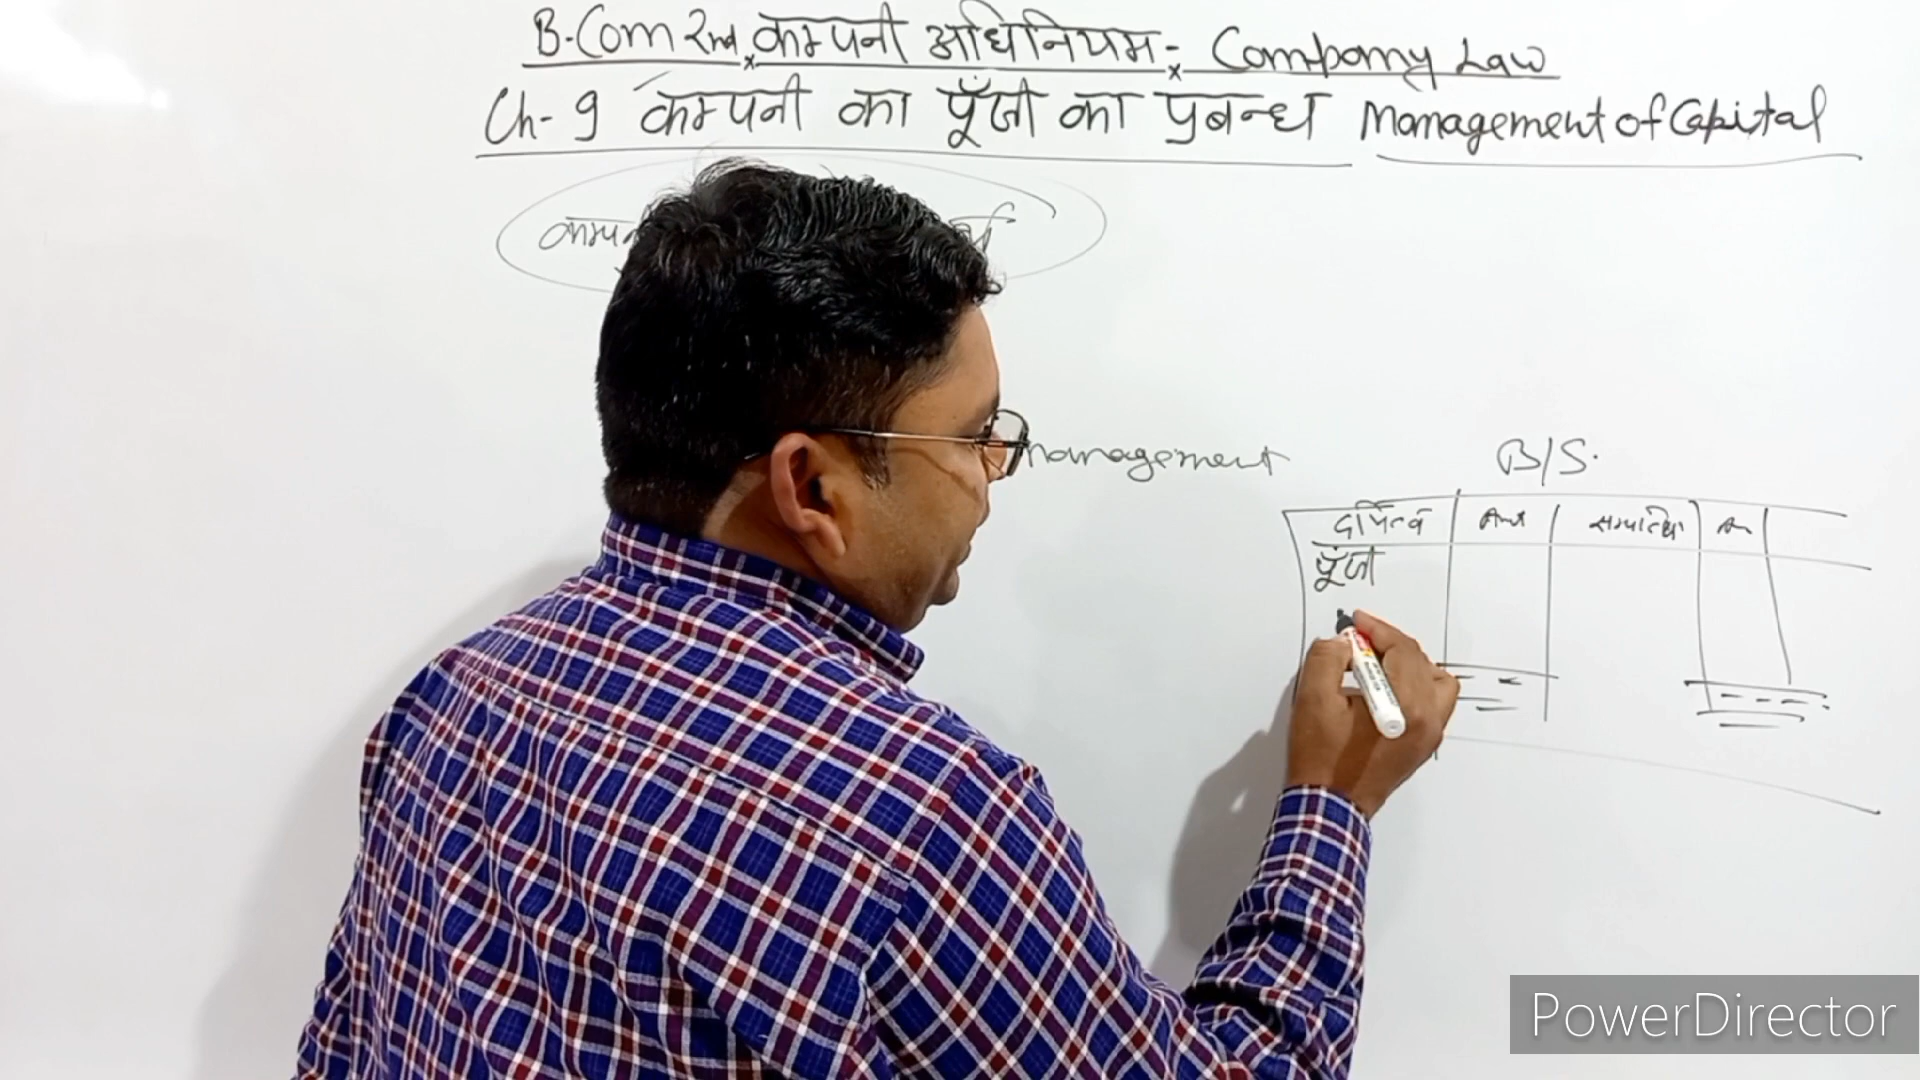 B.Com 2nd कम्पनी अधिनियम :- Company Law
Ch-9 कम्पनी का पूँजी का प्रबन्ध Management of Capital
management
B/S.
दायित्व सम्पत्तियां
पूँजी
PowerDirector